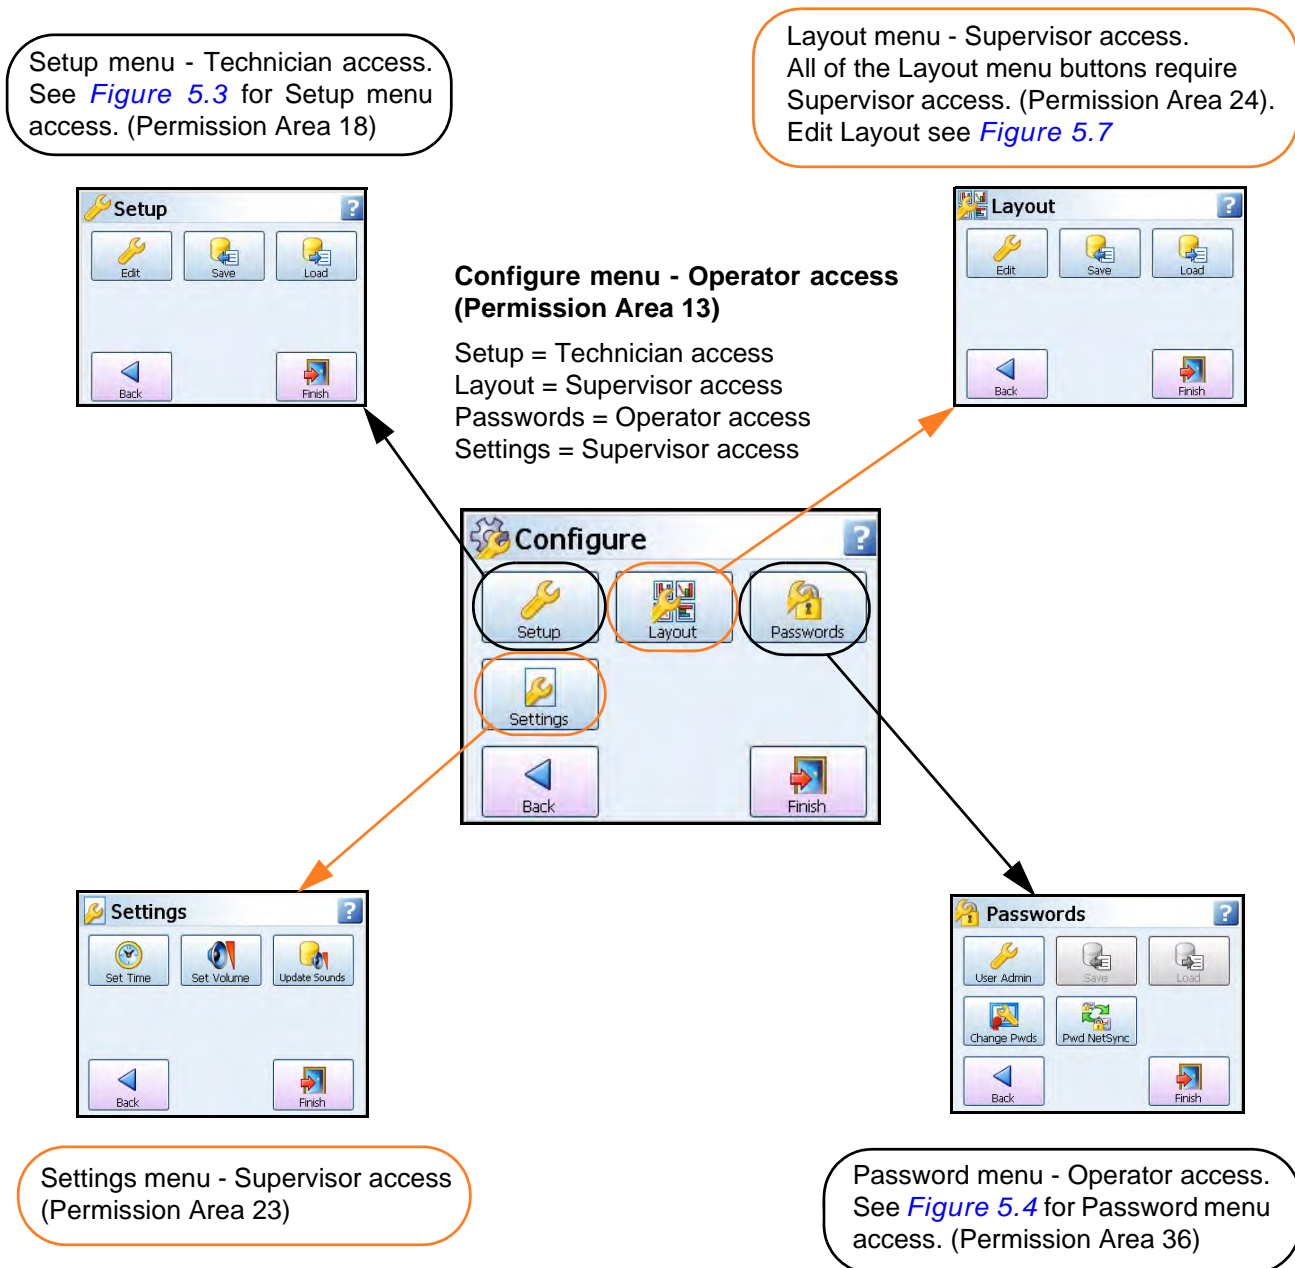 Setup menu - Technician access.
See Figure 5.3 for Setup menu
access. (Permission Area 18)
Layout menu - Supervisor access.
All of the Layout menu buttons require
Supervisor access. (Permission Area 24).
Edit Layout see Figure 5.7
Setup
?
Edit
Save
Load
Back
Finish
Layout
?
Edit
Save
Load
Back
Finish
Configure menu - Operator access
(Permission Area 13)
Setup = Technician access
Layout = Supervisor access
Passwords = Operator access
Settings = Supervisor access
Configure
?
Setup
Layout
Passwords
Settings
Back
Finish
Settings
?
Set Time
Set Volume
Update Sounds
Back
Finish
Passwords
?
User Admin
Save
Load
Change Pwds
Pwd NetSync
Back
Finish
Settings menu - Supervisor access
(Permission Area 23)
Password menu - Operator access.
See Figure 5.4 for Password menu
access. (Permission Area 36)